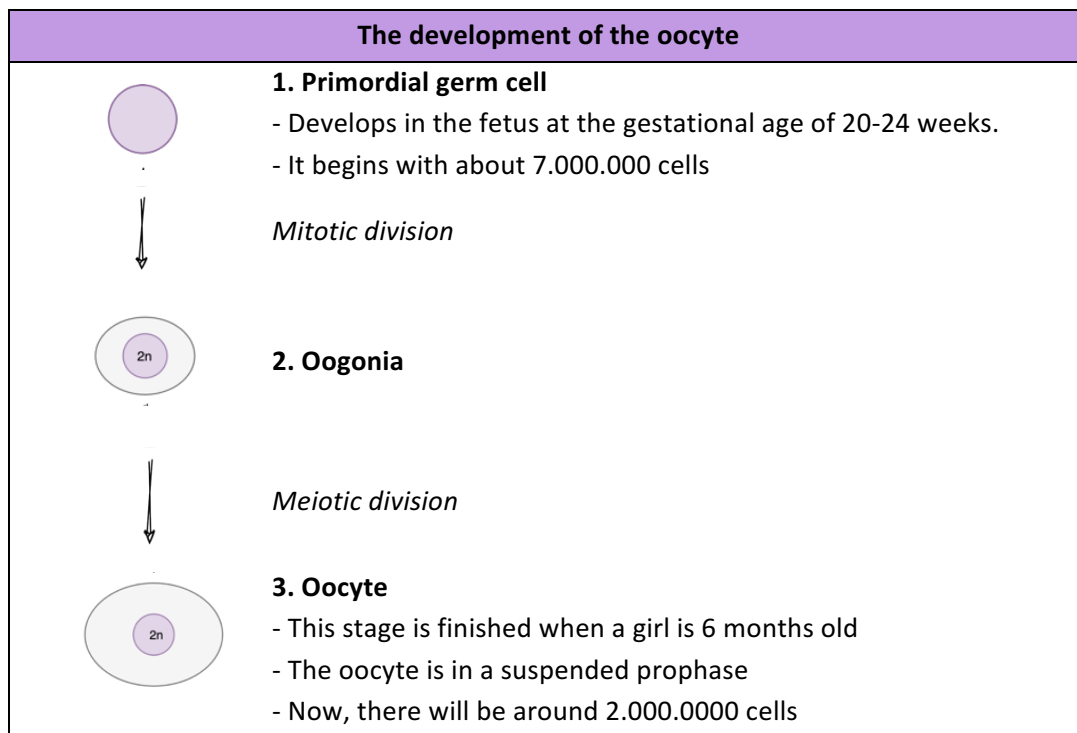 The development of the oocyte
1. Primordial germ cell
- Develops in the fetus at the gestational age of 20-24 weeks.
- It begins with about 7.000.000 cells
Mitotic division
2n
2. Oogonia
Meiotic division
3. Oocyte
- This stage is finished when a girl is 6 months old
2n
- The oocyte is in a suspended prophase
- Now, there will be around 2.000.0000 cells